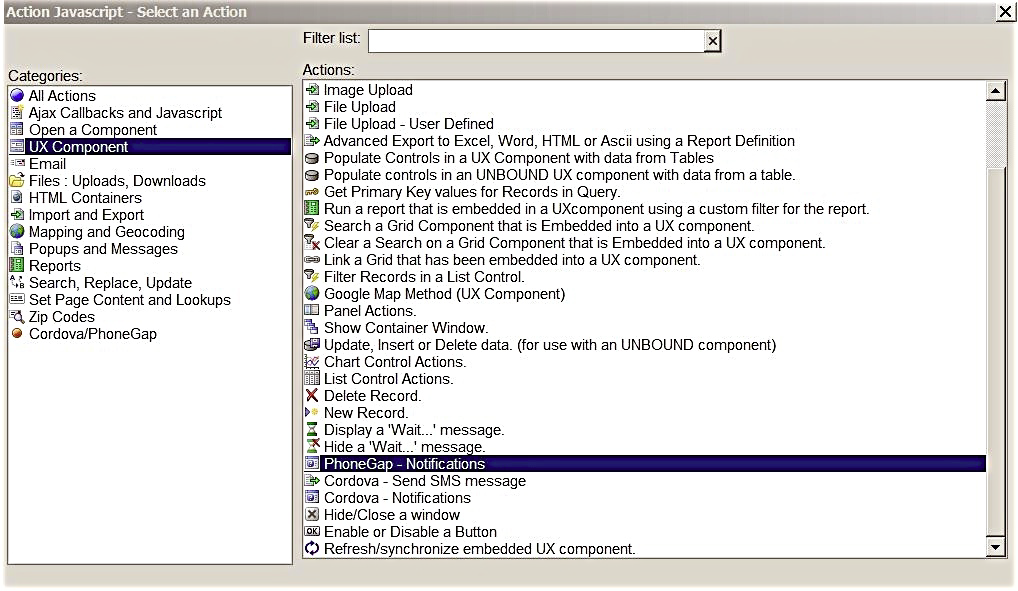 Action Javascript - Select an Action
Filter list:
Categories:
All Actions
Ajax Callbacks and Javascript
Open a Component
UX Component
Email
Files : Uploads, Downloads
HTML Containers
Import and Export
Mapping and Geocoding
Popups and Messages
Reports
Search, Replace, Update
Set Page Content and Lookups
Zip Codes
Cordova/PhoneGap
Actions:
Image Upload
File Upload
File Upload - User Defined
Advanced Export to Excel, Word, HTML or Ascii using a Report Definition
Populate Controls in a UX Component with data from Tables
Populate controls in an UNBOUND UX component with data from a table.
Get Primary Key values for Records in Query.
Run a report that is embedded in a UXcomponent using a custom filter for the report.
Search a Grid Component that is Embedded into a UX component.
Clear a Search on a Grid Component that is Embedded into a UX component.
Link a Grid that has been embedded into a UX component.
Filter Records in a List Control.
Google Map Method (UX Component)
Panel Actions.
Show Container Window.
Update, Insert or Delete data. (for use with an UNBOUND component)
Chart Control Actions.
List Control Actions.
Delete Record.
New Record.
Display a 'Wait...' message.
Hide a 'Wait...' message.
PhoneGap - Notifications
Cordova - Send SMS message
Cordova - Notifications
Hide/Close a window
OK Enable or Disable a Button
Refresh/synchronize embedded UX component.